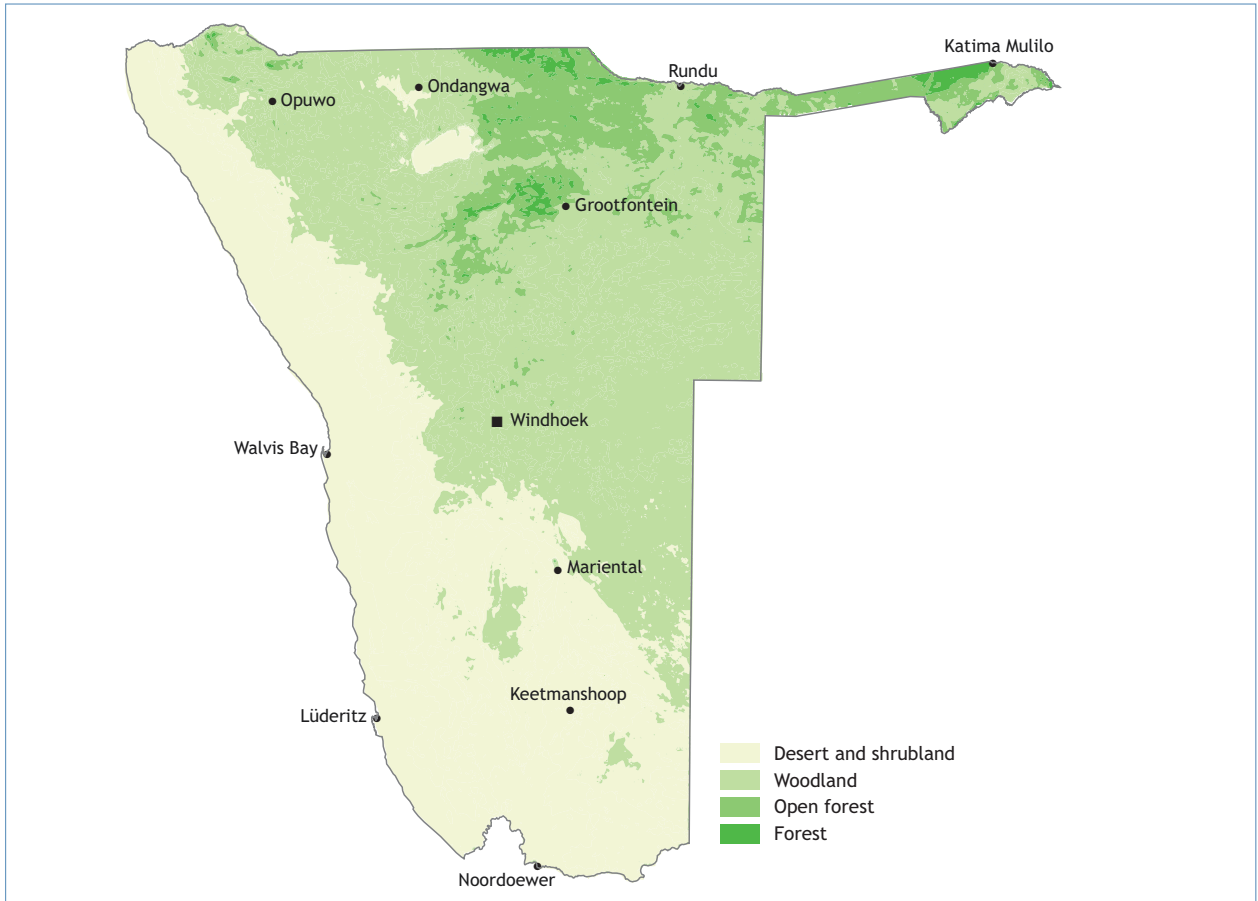 Katima Mulilo
Rundu
Ondangwa
Opuwo
Grootfontein
Windhoek
Walvis Bay
Mariental
Keetmanshoop
Lüderitz
Desert and shrubland
Woodland
Open forest
Forest
Noordoewer